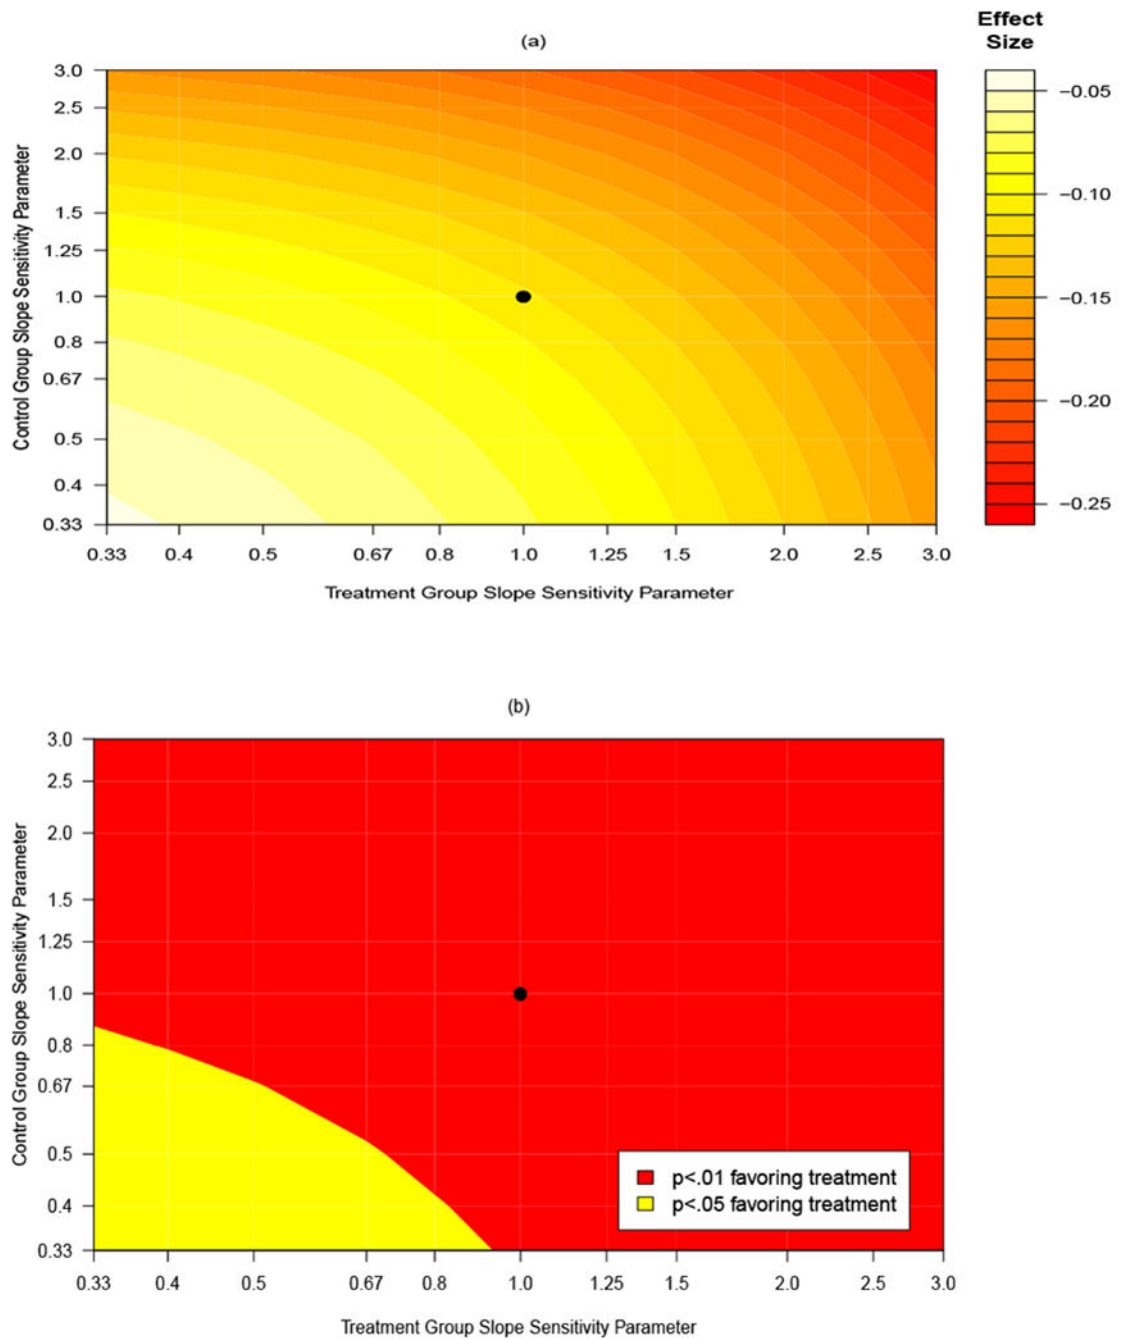 (a)
Effect
Size
3.0
2.5
2.0
1.5
1.25
1.0
0.8
0.67
0.5
0.4
0.33
Control Group Slope Sensitivity Parameter
0.33 0.4 0.5 0.67 0.8 1.0 1.25 1.5 2.0 2.5 3.0
Treatment Group Slope Sensitivity Parameter
−0.05
−0.10
−0.15
−0.20
−0.25
(b)
3.0
2.5
2.0
1.5
1.25
1.0
0.8
0.67
0.5
0.4
0.33
Control Group Slope Sensitivity Parameter
p<.01 favoring treatment
p<.05 favoring treatment
0.33 0.4 0.5 0.67 0.8 1.0 1.25 1.5 2.0 2.5 3.0
Treatment Group Slope Sensitivity Parameter